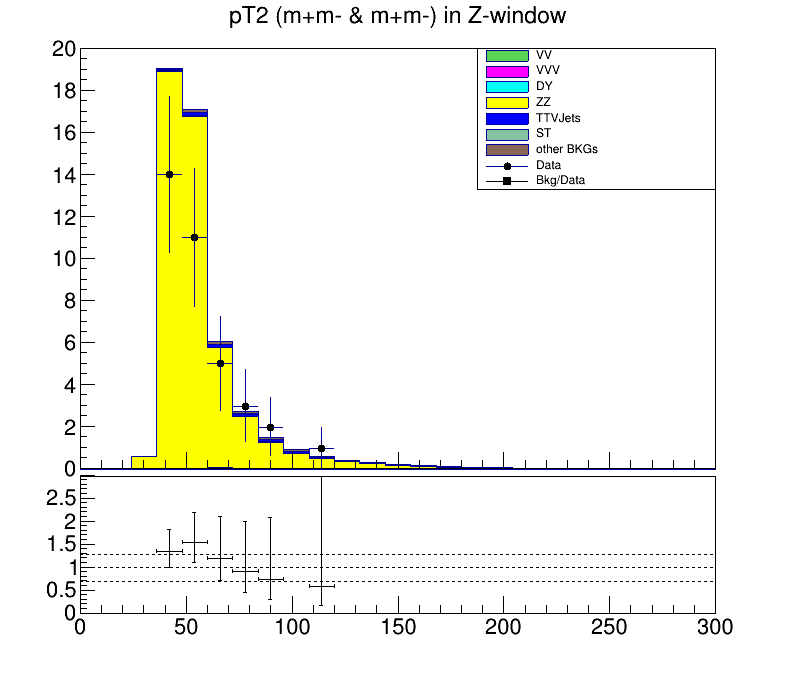 pT2 (m+m- & m+m-) in Z-window
20
18
16
14
12
10
8
6
4
2
0
VV
VVV
DY
ZZ
TTVJets
ST
other BKGs
Data
Bkg/Data
2.5
2
1.5
1
0.5
0
0 50 100 150 200 250 300